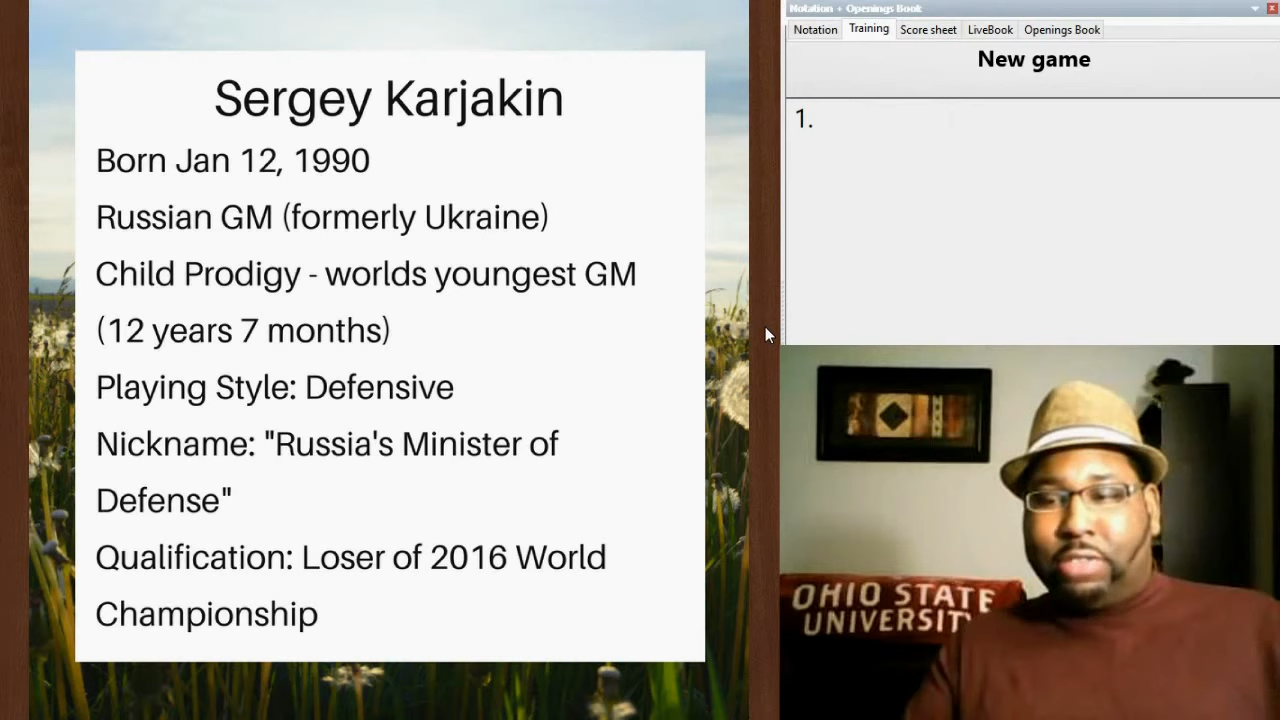 Sergey Karjakin
Born Jan 12, 1990
Russian GM (formerly Ukraine)
Child Prodigy - worlds youngest GM
(12 years 7 months)
Playing Style: Defensive
Nickname: "Russia's Minister of
Defense"
Qualification: Loser of 2016 World
Championship
Notation + Openings Book
Notation Training Score sheet LiveBook Openings Book
New game
1.
OHIO STATE
UNIVERSITY